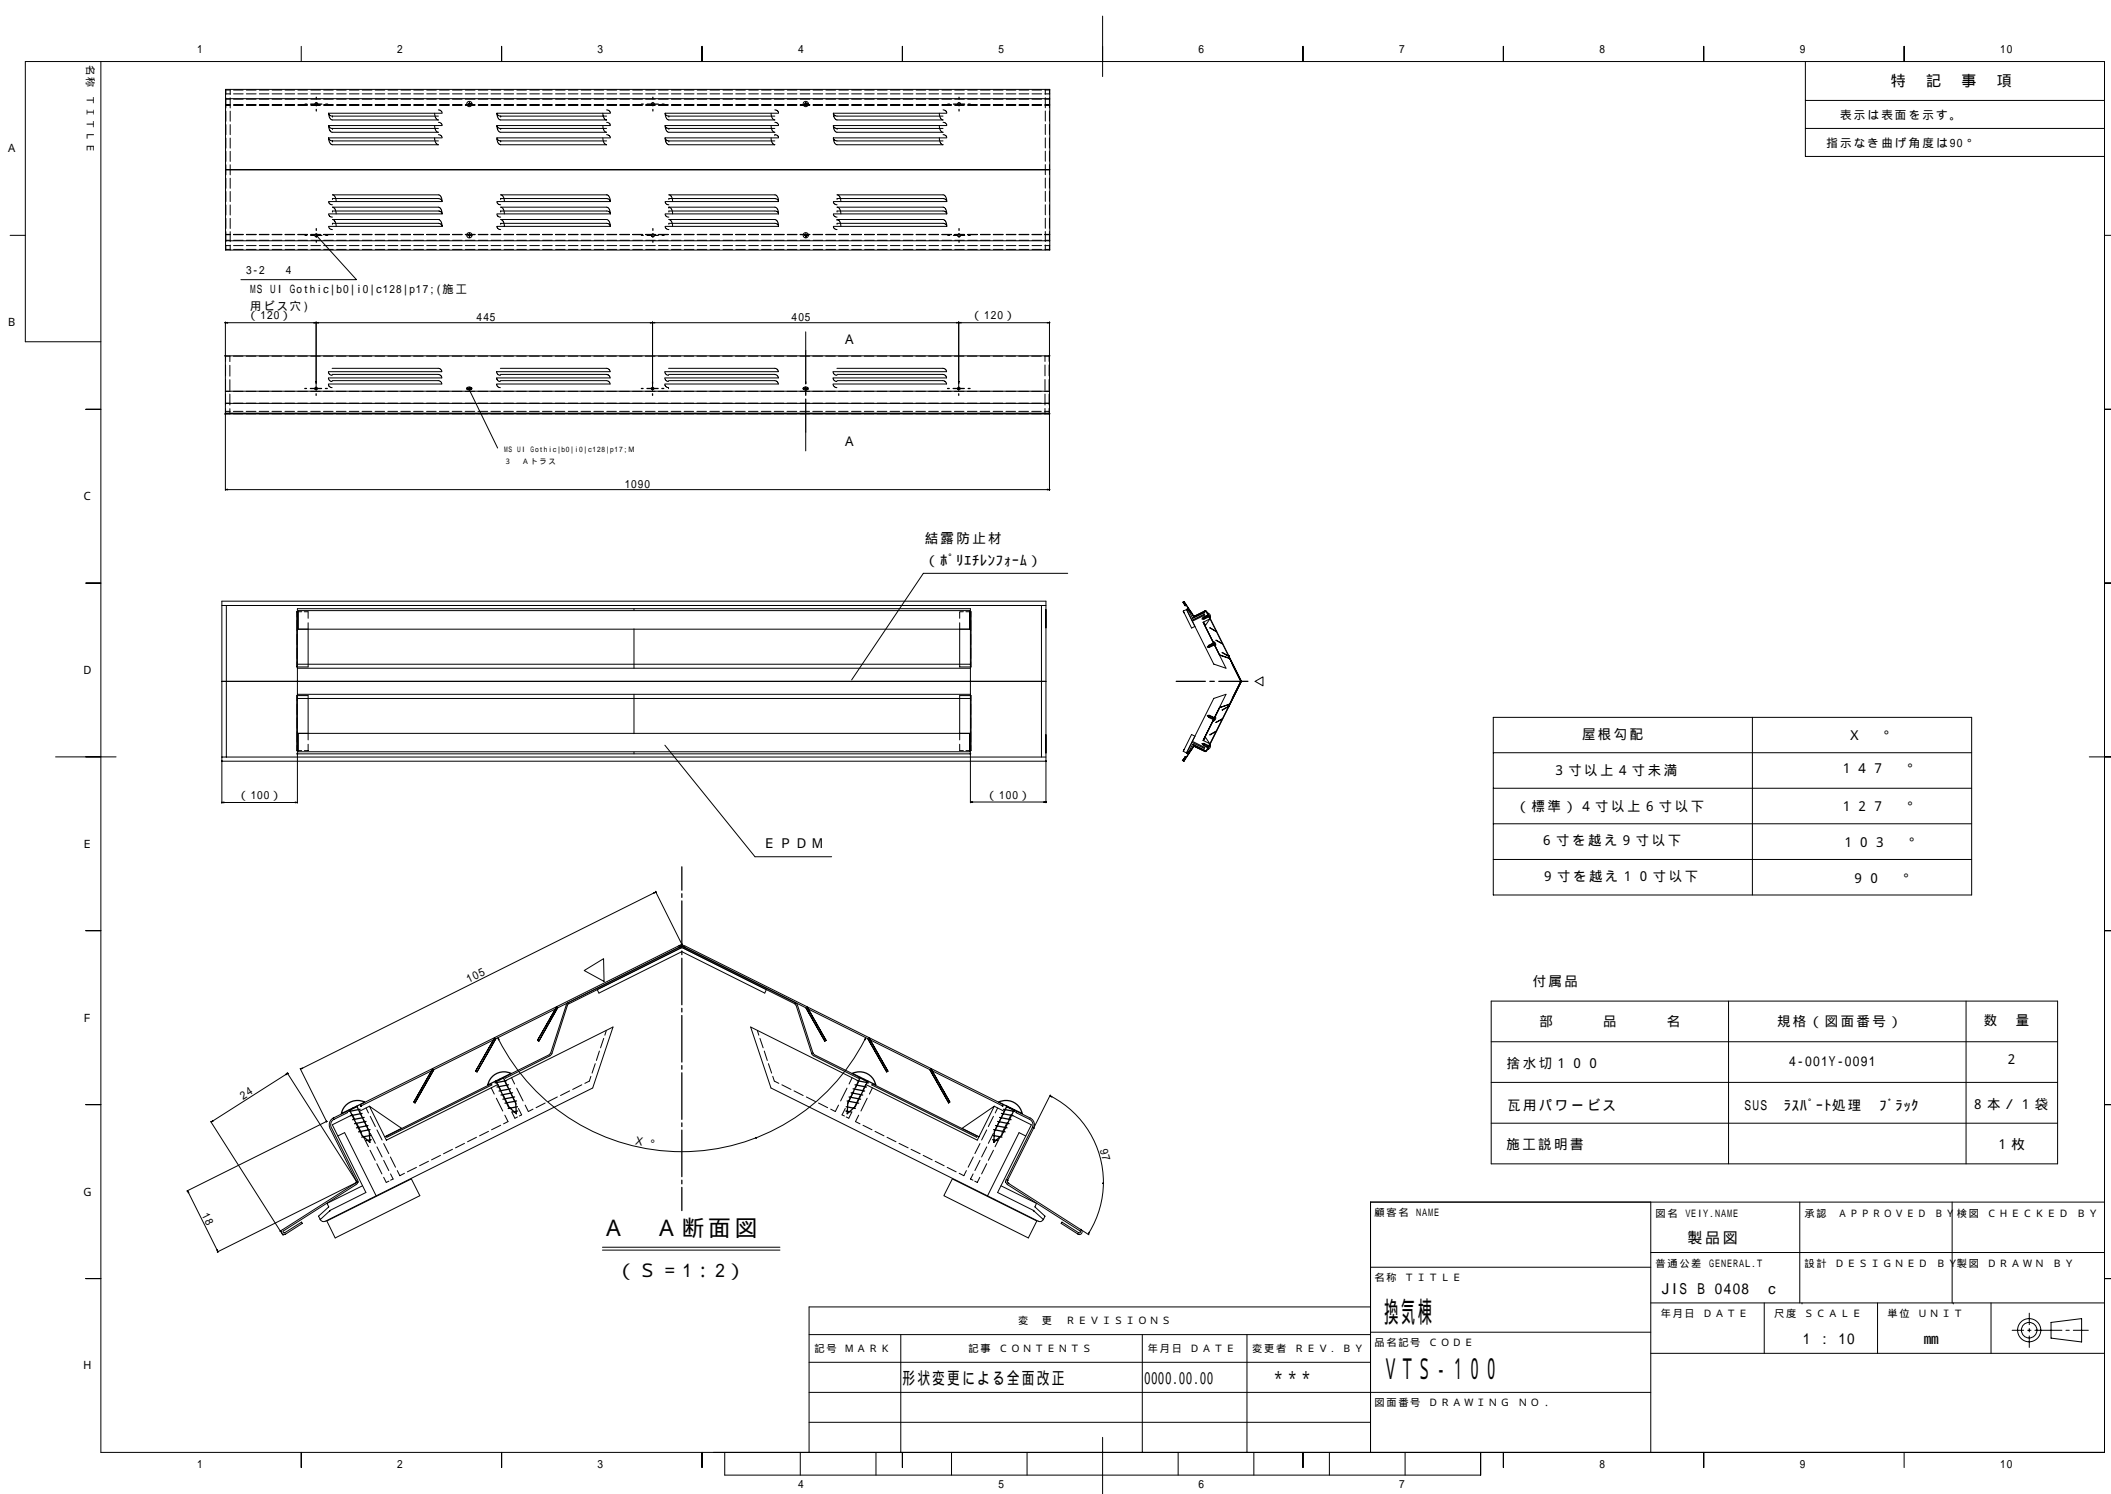 1 2 3 4 5 6 7 8 9 10
名称 TITLE
特 記 事 項
表示は表面を示す。
指示なき曲げ角度は90°
A
B
C
D
E
F
G
H
3-2 4
MS UI Gothic|b0|i0|c128|p17;(施工
用ビス穴)
(120) 445 405 (120)
A
A
MS UI Gothic|b0|i0|c128|p17;M
3 Aトラス
1090
結露防止材
(ﾎﾟﾘｴﾁﾚﾝﾌｫｰﾑ)
(100) (100)
EPDM
屋根勾配 X °
3寸以上4寸未満 147 °
(標準)4寸以上6寸以下 127 °
6寸を越え9寸以下 103 °
9寸を越え10寸以下 90 °
105
24
18
X °
97
A A断面図
(S=1:2)
付属品
部 品 名 規格(図面番号) 数 量
捨水切100 4-001Y-0091 2
瓦用パワービス SUS ﾗｽﾊﾟｰﾄ処理 ﾌﾞﾗｯｸ 8本/1袋
施工説明書 1枚
顧客名 NAME
名称 TITLE
換気棟
品名記号 CODE
VTS-100
図面番号 DRAWING NO.
図名 VEIY.NAME
製品図
承認 APPROVED BY
検図 CHECKED BY
普通公差 GENERAL.T
JIS B 0408 c
設計 DESIGNED BY
製図 DRAWN BY
年月日 DATE
尺度 SCALE
1 : 10
単位 UNIT
mm
変 更 REVISIONS
記号 MARK 記事 CONTENTS 年月日 DATE 変更者 REV.BY
形状変更による全面改正 0000.00.00 ***
1 2 3 4 5 6 7 8 9 10